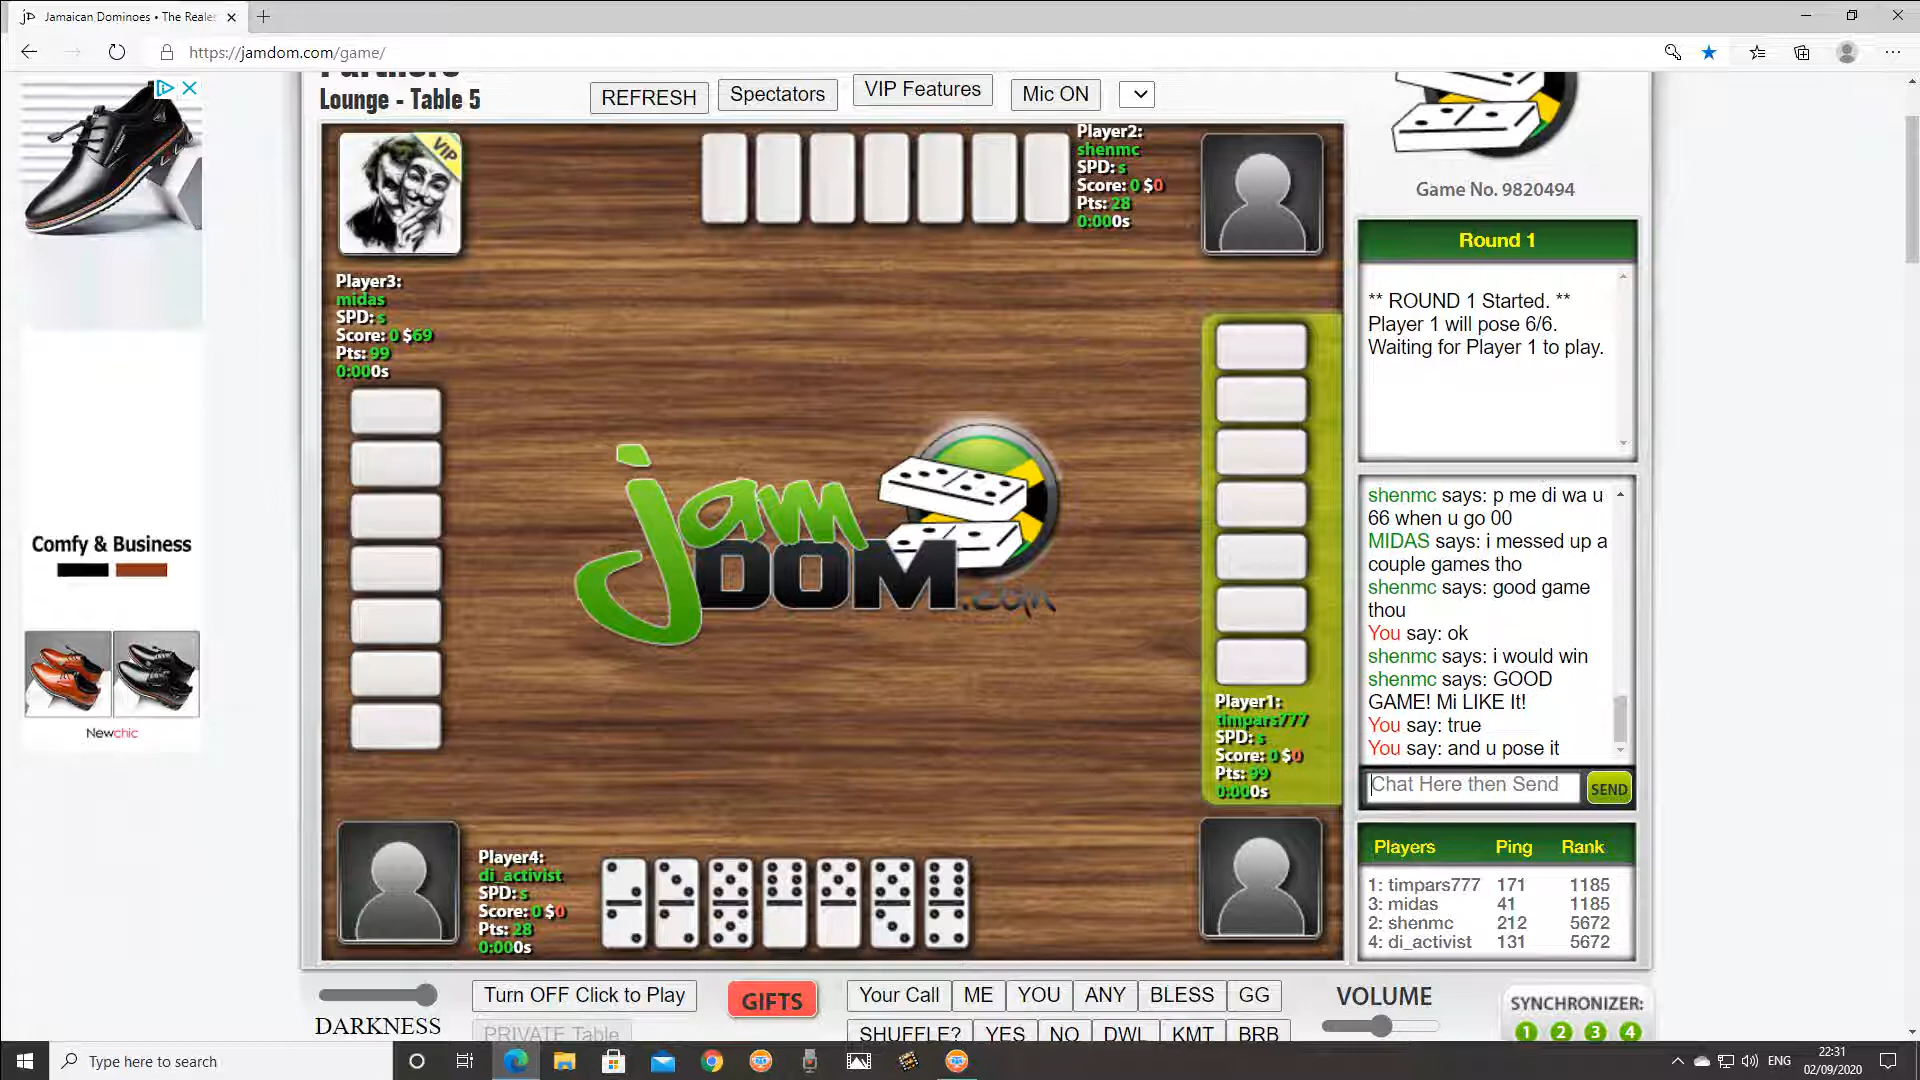 Jamaican Dominoes • The Reales
https://jamdom.com/game/
Lounge - Table 5
REFRESH
Spectators
VIP Features
Mic ON
VIP
Player2:
shenmc
SPD: s
Score: 0 $0
Pts: 28
0:000s
Game No. 9820494
Round 1
** ROUND 1 Started. **
Player 1 will pose 6/6.
Waiting for Player 1 to play.
Player3:
midas
SPD: s
Score: 0 $69
Pts: 99
0:000s
jam
DOM
.com
shenmc says: p me di wa u
66 when u go 00
MIDAS says: i messed up a
couple games tho
shenmc says: good game
thou
You say: ok
shenmc says: i would win
shenmc says: GOOD
GAME! Mi LIKE It!
You say: true
You say: and u pose it
Chat Here then Send
SEND
Comfy & Business
Newchic
Player1:
timpars777
SPD: s
Score: 0 $0
Pts: 99
0:000s
Player4:
di_activist
SPD: s
Score: 0 $0
Pts: 28
0:000s
Players Ping Rank
1: timpars777 171 1185
3: midas 41 1185
2: shenmc 212 5672
4: di_activist 131 5672
DARKNESS
Turn OFF Click to Play
PRIVATE Table
GIFTS
Your Call
ME
YOU
ANY
BLESS
GG
SHUFFLE?
YES
NO
DWL
KMT
BRB
VOLUME
SYNCHRONIZER:
1 2 3 4
Type here to search
ENG
22:31
02/09/2020